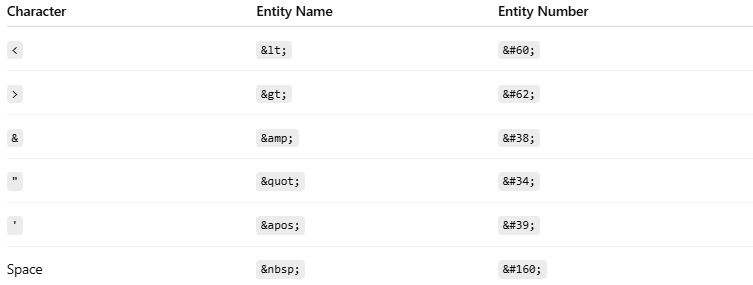 Character Entity Name Entity Number
< &lt; &#60;
> &gt; &#62;
& &amp; &#38;
" &quot; &#34;
' &apos; &#39;
Space &nbsp; &#160;